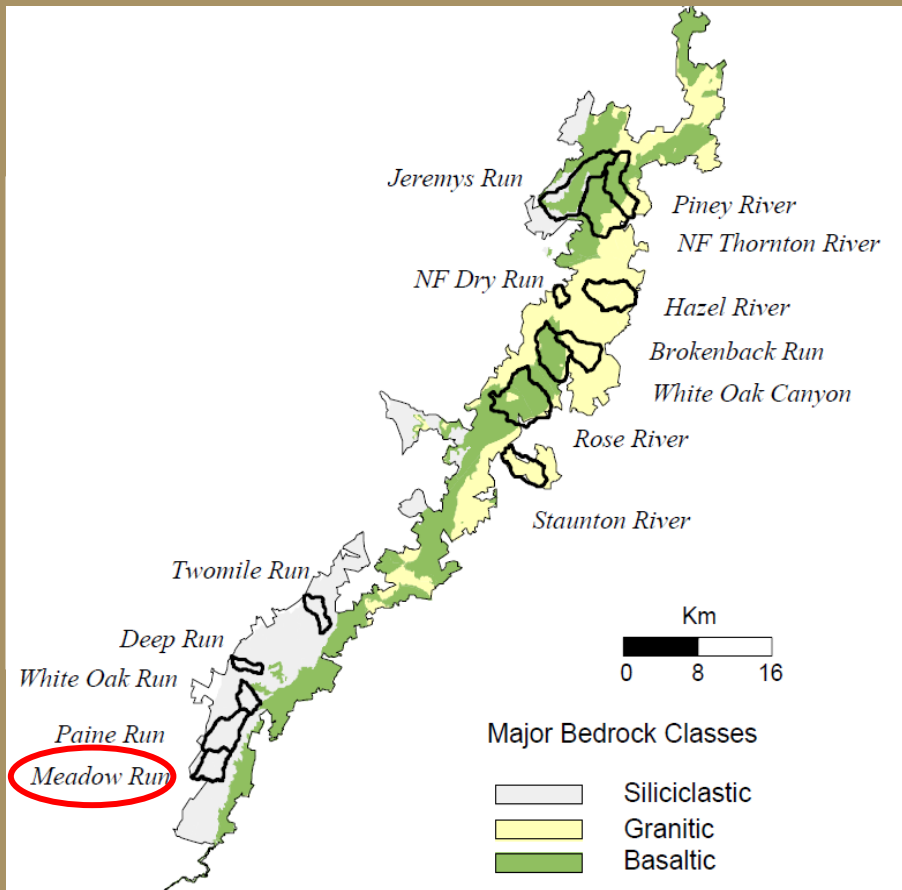 Jeremys Run
Piney River
NF Thornton River
NF Dry Run
Hazel River
Brokenback Run
White Oak Canyon
Rose River
Staunton River
Twomile Run
Deep Run
White Oak Run
Paine Run
Meadow Run
Km
0 8 16
Major Bedrock Classes
Siliciclastic
Granitic
Basaltic